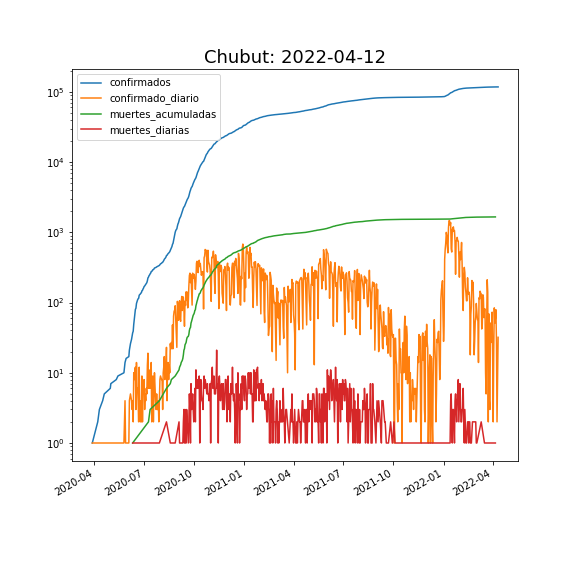 Chubut: 2022-04-12
confirmados
confirmado_diario
muertes_acumuladas
muertes_diarias
10⁵
10⁴
10³
10²
10¹
10⁰
2020-04 2020-07 2020-10 2021-01 2021-04 2021-07 2021-10 2022-01 2022-04